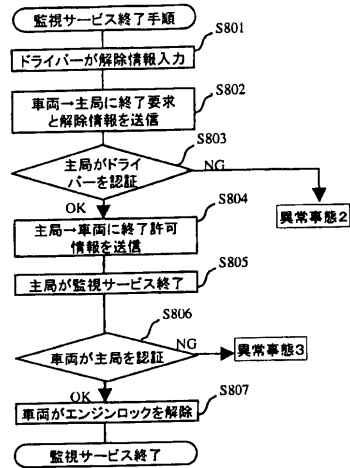 監視サービス終了手順
S801
ドライバーが解除情報入力
S802
車両→主局に終了要求
と解除情報を送信
S803
主局がドライ
バーを認証
NG
異常事態2
OK
S804
主局→車両に終了許可
情報を送信
S805
主局が監視サービス終了
S806
車両が主局を認証
NG
異常事態3
OK
S807
車両がエンジンロックを解除
監視サービス終了